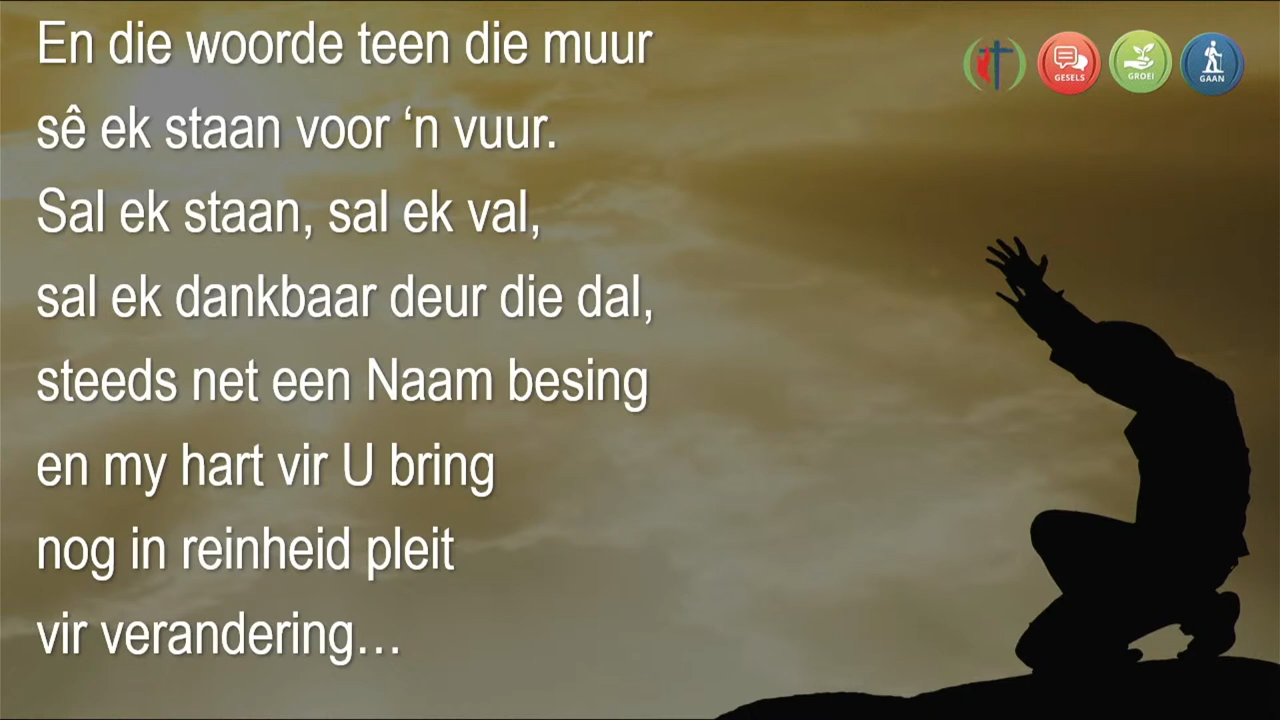 En die woorde teen die muur
sê ek staan voor ‘n vuur.
Sal ek staan, sal ek val,
sal ek dankbaar deur die dal,
steeds net een Naam besing
en my hart vir U bring
nog in reinheid pleit
vir verandering…
GESELS
GROEI
GAAN